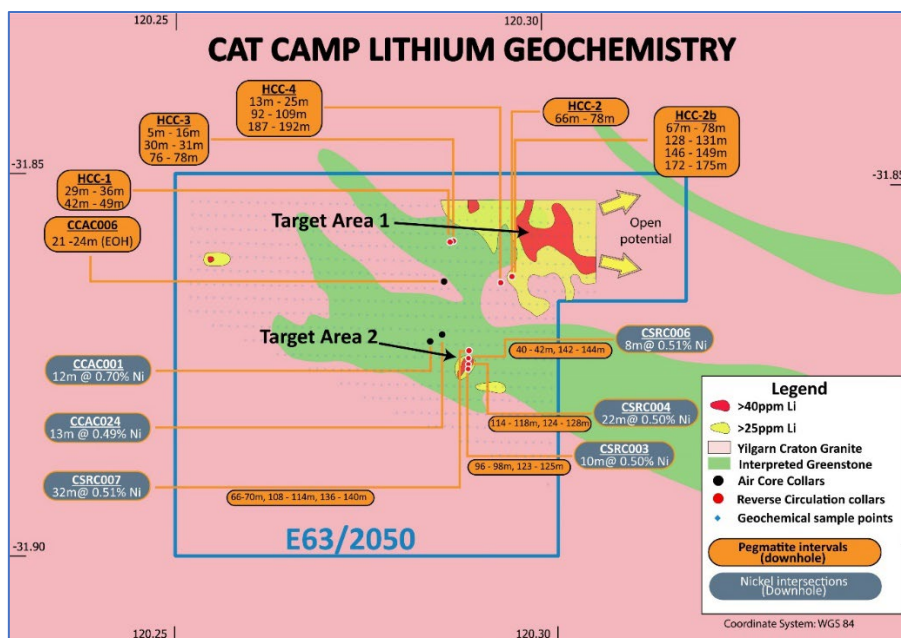 120.25
120.30
CAT CAMP LITHIUM GEOCHEMISTRY
HCC-4
13m - 25m
92 - 109m
187 - 192m
HCC-2
66m - 78m
HCC-3
5m - 16m
30m - 31m
76 - 78m
HCC-2b
67m - 78m
128 - 131m
146 - 149m
172 - 175m
-31.85
-31.85
HCC-1
29m - 36m
42m - 49m
CCAC006
21 -24m (EOH)
Target Area 1
Open
potential
Target Area 2
CSRC006
8m@ 0.51% Ni
40 - 42m, 142 - 144m
CCAC001
12m @ 0.70% Ni
CCAC024
13m @ 0.49% Ni
CSRC004
22m @ 0.50% Ni
114 - 118m, 124 - 128m
CSRC003
10m @ 0.50% Ni
96 - 98m, 123 - 125m
CSRC007
32m @ 0.51% Ni
66-70m, 108 - 114m, 136 - 140m
E63/2050
-31.90
Legend
>40ppm Li
>25ppm Li
Yilgarn Craton Granite
Interpreted Greenstone
Air Core Collars
Reverse Circulation collars
Geochemical sample points
Pegmatite intervals
(downhole)
Nickel intersections
(Downhole)
Coordinate System: WGS 84
120.25
120.30